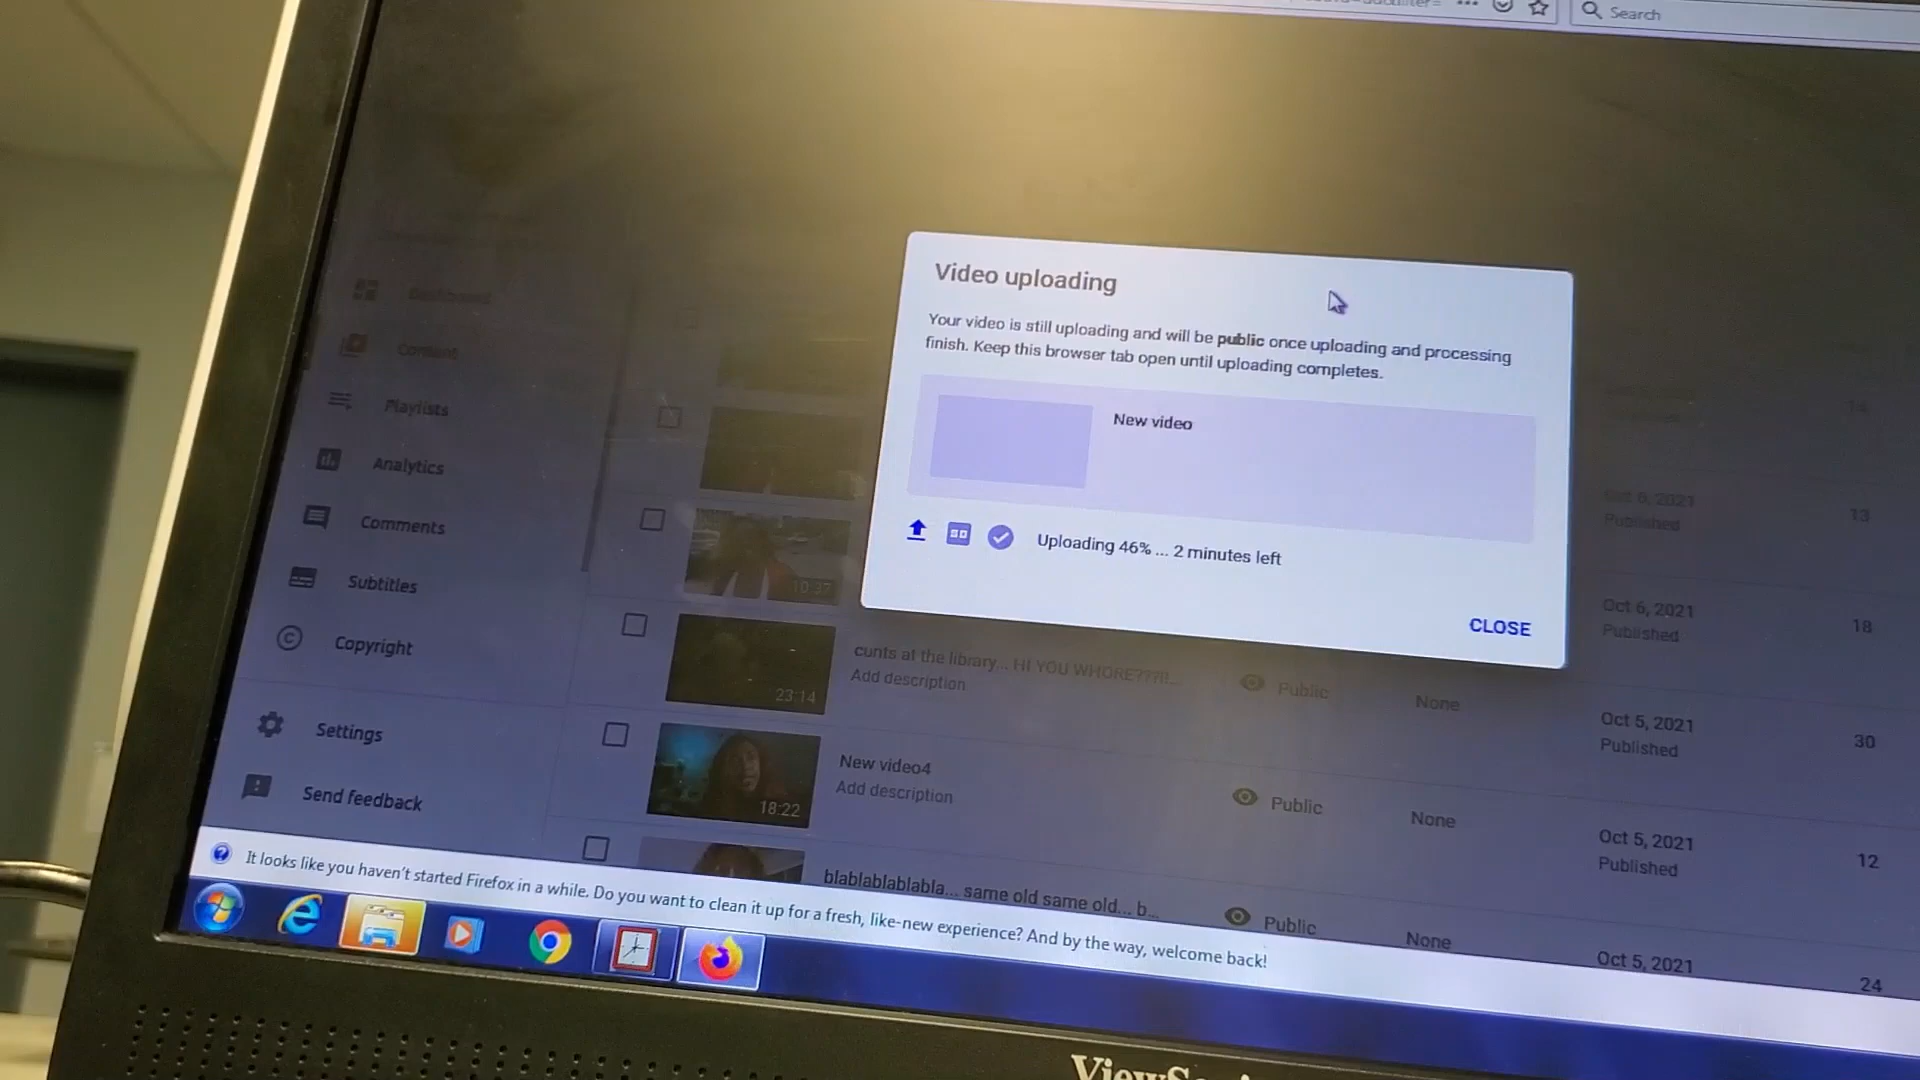 Search
Video uploading
Your video is still uploading and will be public once uploading and processing
finish. Keep this browser tab open until uploading completes.
New video
Uploading 46% ... 2 minutes left
CLOSE
Dashboard
Content
Playlists
Analytics
Comments
Subtitles
Copyright
Settings
Send feedback
14
Oct 6, 2021
Published
13
10:37
Oct 6, 2021
Published
18
23:14
cunts at the library... HI YOU WHORE???!!...
Add description
Public
None
Oct 5, 2021
Published
30
18:22
New video4
Add description
Public
None
Oct 5, 2021
Published
12
blablablablabla... same old same old... b...
Public
None
Oct 5, 2021
24
It looks like you haven't started Firefox in a while. Do you want to clean it up for a fresh, like-new experience? And by the way, welcome back!